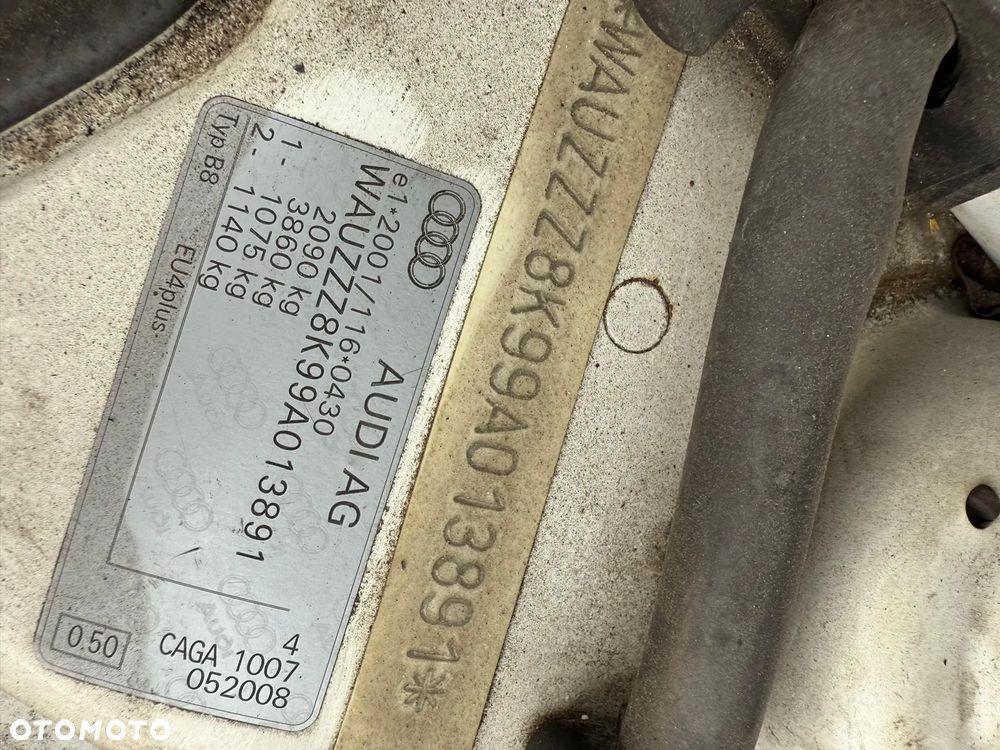 AUDI AG
e1*2001/116*0430
WAUZZZ8K99A013891
2090 kg
3860 kg
1- 1075 kg
2- 1140 kg
Typ B8
EU4plus
4
CAGA 1007
052008
0.50
*WAUZZZ8K99A013891*
OTOMOTO